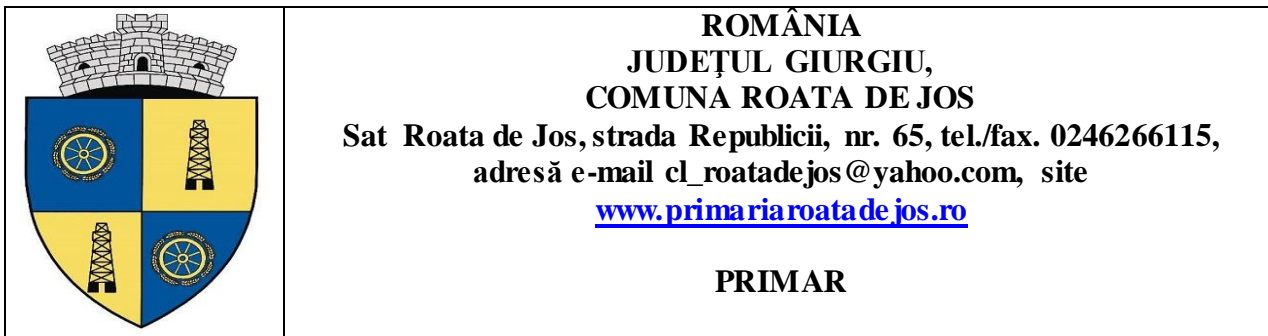 ROMÂNIA
JUDEŢUL GIURGIU,
COMUNA ROATA DE JOS
Sat Roata de Jos, strada Republicii, nr. 65, tel./fax. 0246266115,
adresă e-mail cl_roatadejos@yahoo.com, site
www.primariaroatadejos.ro
PRIMAR